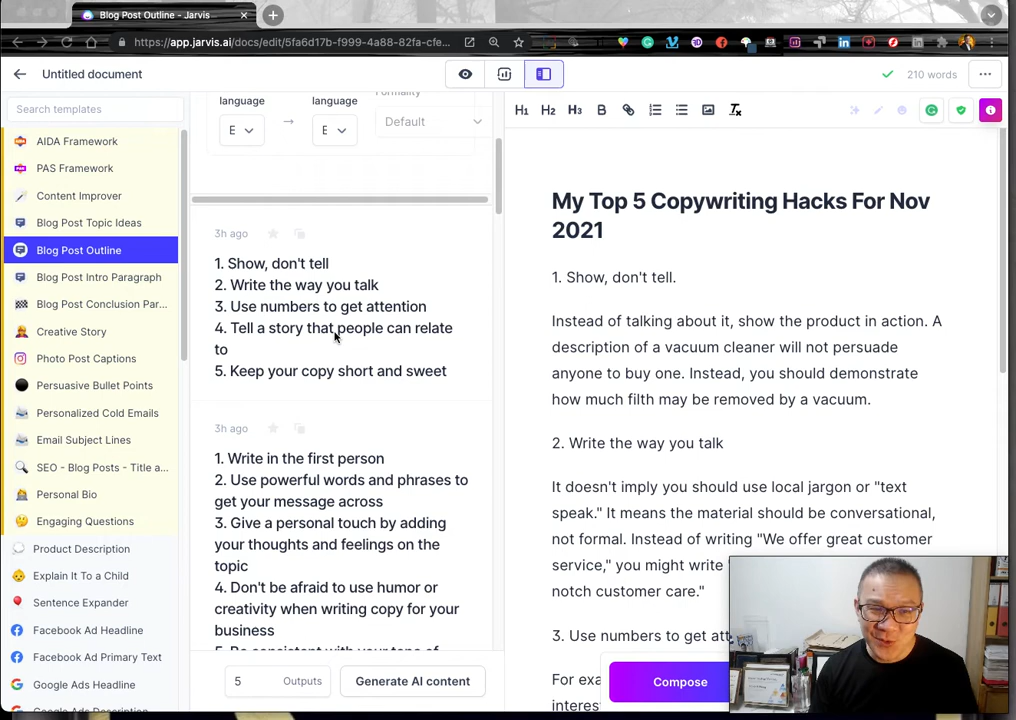 Blog Post Outline - Jarvis
https://app.jarvis.ai/docs/edit/5fa6d17b-f999-4a88-82fa-cfe...
Untitled document
210 words
Search templates
AIDA Framework
PAS Framework
Content Improver
Blog Post Topic Ideas
Blog Post Outline
Blog Post Intro Paragraph
Blog Post Conclusion Par...
Creative Story
Photo Post Captions
Persuasive Bullet Points
Personalized Cold Emails
Email Subject Lines
SEO - Blog Posts - Title a...
Personal Bio
Engaging Questions
Product Description
Explain It To a Child
Sentence Expander
Facebook Ad Headline
Facebook Ad Primary Text
Google Ads Headline
Google Ads Description
language
language
Formality
E
→
E
Default
3h ago
1. Show, don't tell
2. Write the way you talk
3. Use numbers to get attention
4. Tell a story that people can relate
to
5. Keep your copy short and sweet
3h ago
1. Write in the first person
2. Use powerful words and phrases to
get your message across
3. Give a personal touch by adding
your thoughts and feelings on the
topic
4. Don't be afraid to use humor or
creativity when writing copy for your
business
5. Be consistent with your tone of
5 Outputs
Generate AI content
H1 H2 H3 B
My Top 5 Copywriting Hacks For Nov
2021
1. Show, don't tell.
Instead of talking about it, show the product in action. A
description of a vacuum cleaner will not persuade
anyone to buy one. Instead, you should demonstrate
how much filth may be removed by a vacuum.
2. Write the way you talk
It doesn't imply you should use local jargon or "text
speak." It means the material should be conversational,
not formal. Instead of writing "We offer great customer
service," you might write
notch customer care."
3. Use numbers to get att
For exa
interes
Compose